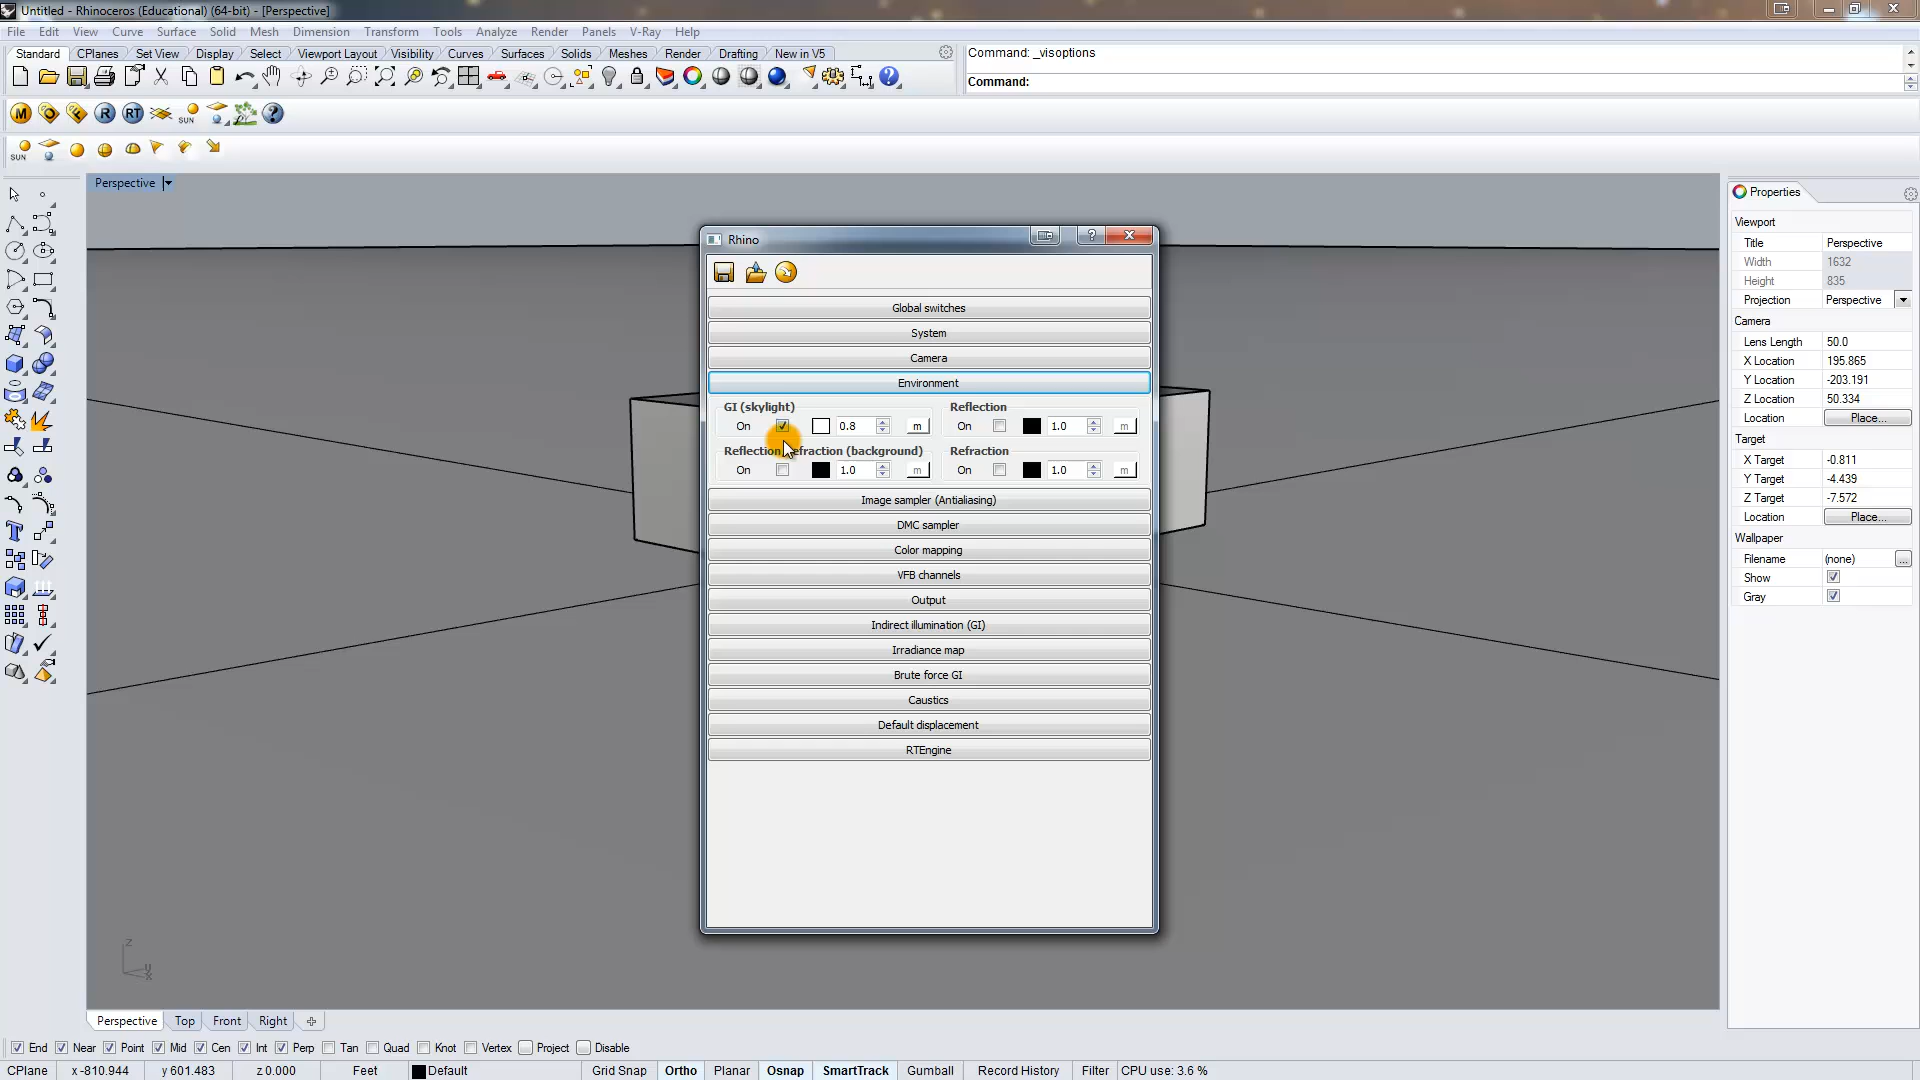 Untitled - Rhinoceros (Educational) (64-bit) - [Perspective]
File Edit View Curve Surface Solid Mesh Dimension Transform Tools Analyze Render Panels V-Ray Help
Standard CPlanes Set View Display Select Viewport Layout Visibility Curves Surfaces Solids Meshes Render Drafting New in V5
Command: _visoptions
Command:
M O F R RT SUN ?
SUN
Perspective
Properties
Viewport
Title Perspective
Width 1632
Height 835
Projection Perspective
Camera
Lens Length 50.0
X Location 195.865
Y Location -203.191
Z Location 50.334
Location Place...
Target
X Target -0.811
Y Target -4.439
Z Target -7.572
Location Place...
Wallpaper
Filename (none) ...
Show
Gray
Rhino
Global switches
System
Camera
Environment
GI (skylight) Reflection
On 0.8 m On 1.0 m
(background) Refraction
On 1.0 m On 1.0 m
Image sampler (Antialiasing)
DMC sampler
Color mapping
VFB channels
Output
Indirect illumination (GI)
Irradiance map
Brute force GI
Caustics
Default displacement
RTEngine
z
y
x
Perspective Top Front Right
End Near Point Mid Cen Int Perp Tan Quad Knot Vertex Project Disable
CPlane x -810.944 y 601.483 z 0.000 Feet Default Grid Snap Ortho Planar Osnap SmartTrack Gumball Record History Filter CPU use: 3.6 %